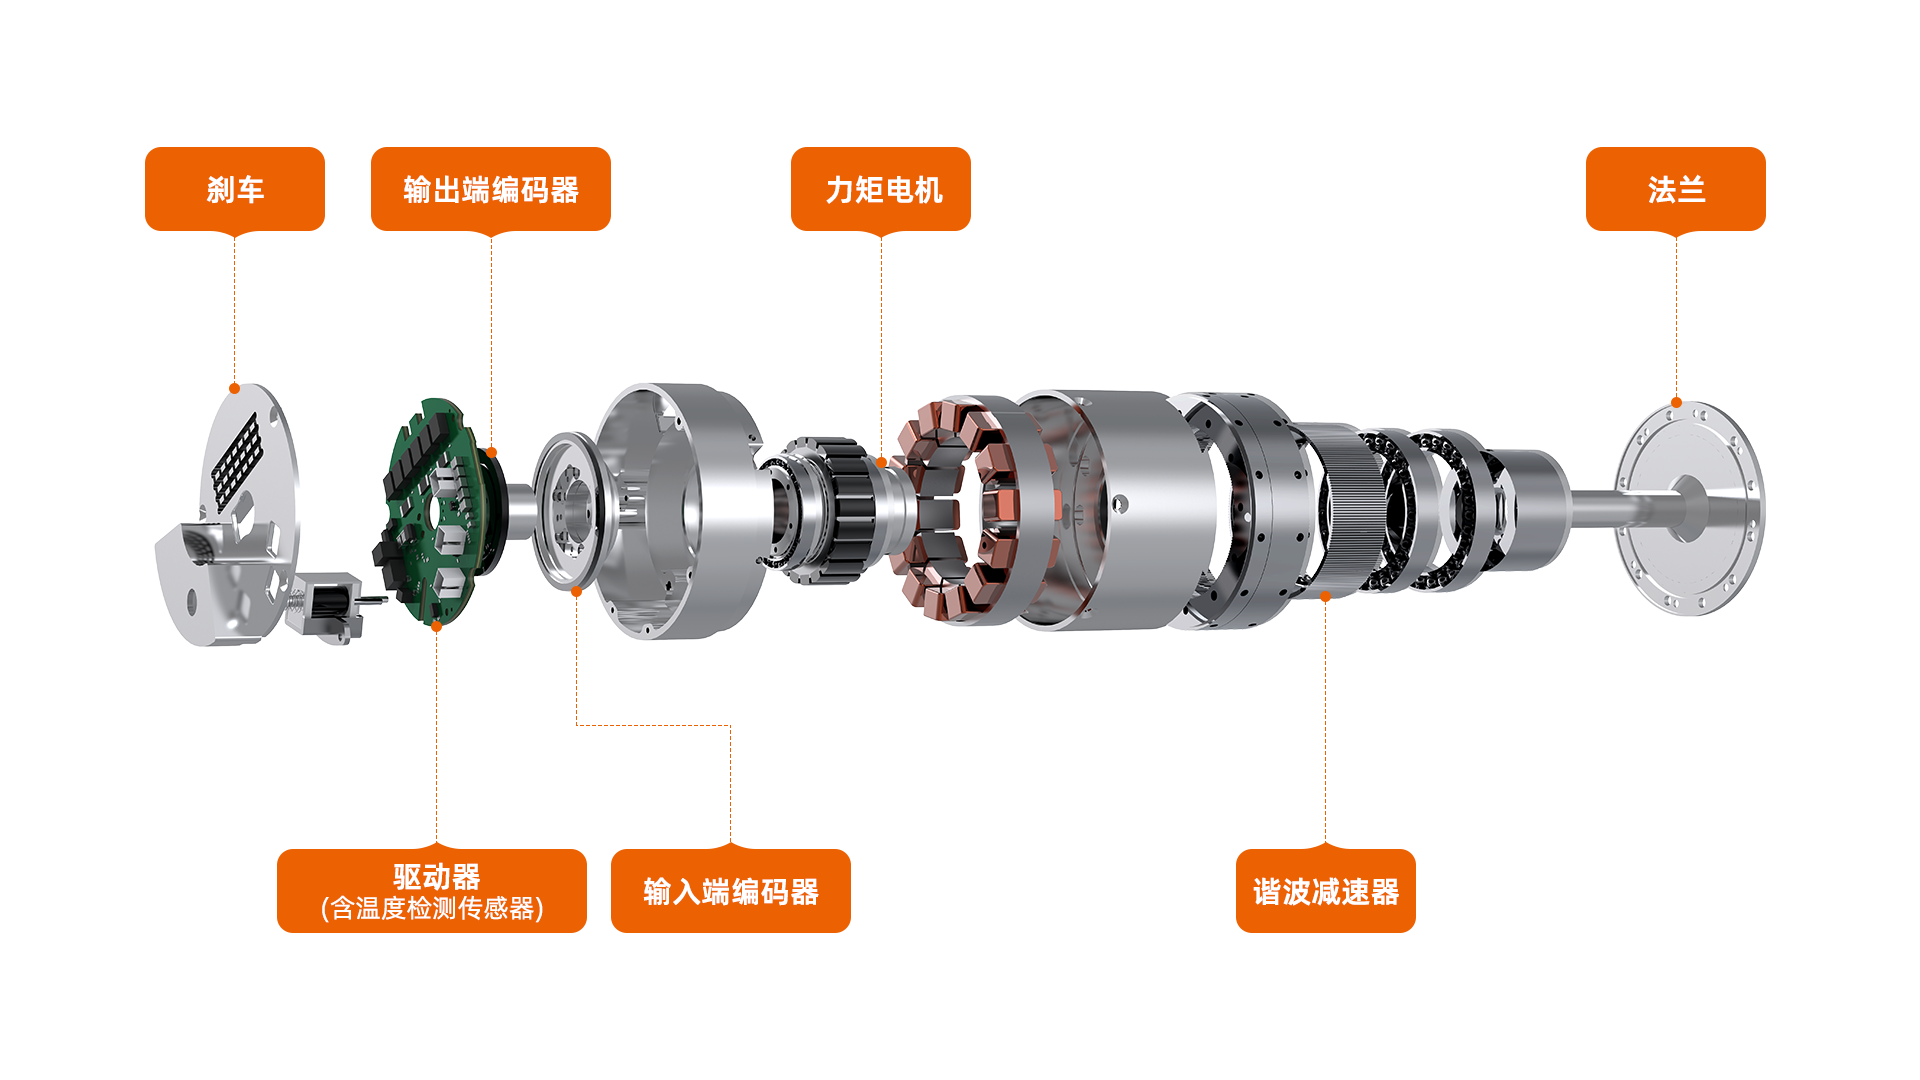 刹车
输出端编码器
力矩电机
法兰
驱动器
(含温度检测传感器)
输入端编码器
谐波减速器